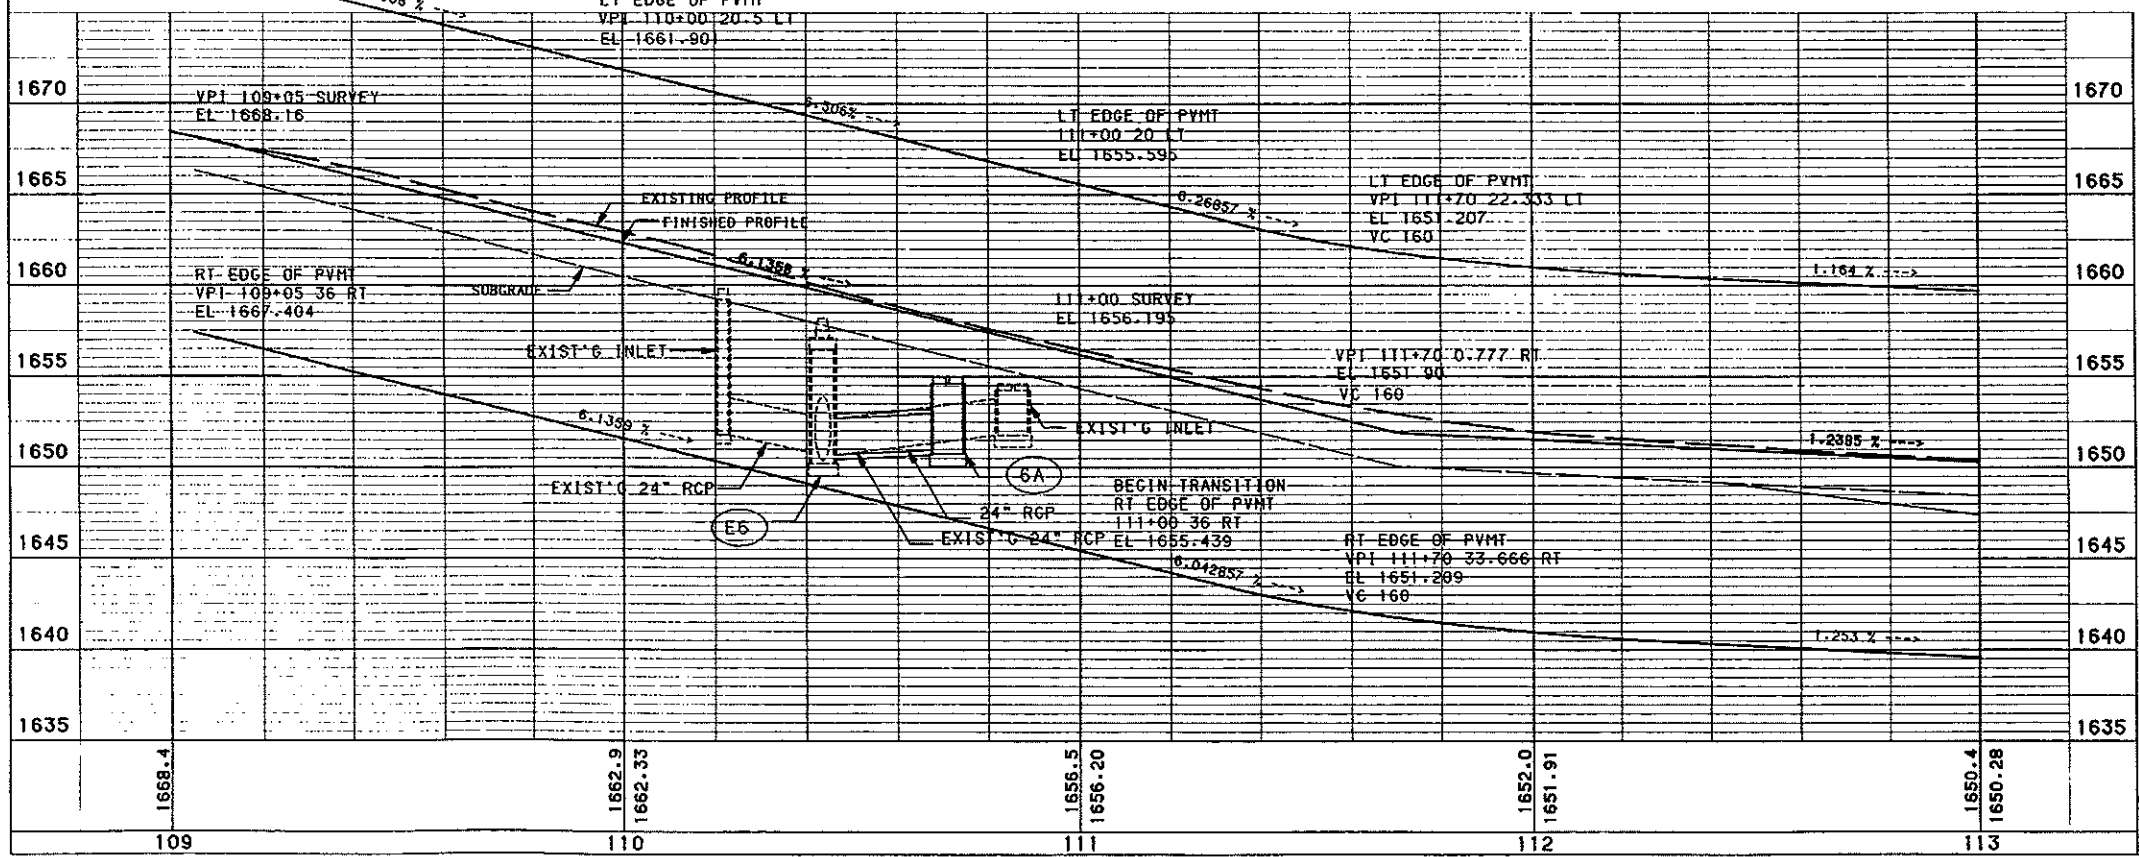 LT EDGE OF PVMT
VPI 110+00 20.5 LT
EL 1661.901
1670
1670
VPI 109+05 SURVEY
EL 1668.16
6.306%
LT EDGE OF PVMT
111+00 20 LT
EL 1655.595
1665
1665
EXISTING PROFILE
FINISHED PROFILE
6.26857 %
LT EDGE OF PVMT
VPI 111+70 22.333 LT
EL 1651.207
VC 160
1660
1660
RT EDGE OF PVMT
VPI 109+05 36 RT
EL 1667.404
SUBGRADE
6.1358 %
1.164 %
111+00 SURVEY
EL 1656.195
1655
1655
EXIST'G INLET
VPI 111+70 0.777 RT
EL 1651.90
VC 160
6.1359 %
EXIST'G INLET
1.2385 %
1650
1650
EXIST'G 24" RCP
6A
BEGIN TRANSITION
RT EDGE OF PVMT
111+00 36 RT
EL 1655.439
E6
24" RCP
EXIST'G 24" RCP
1645
1645
RT EDGE OF PVMT
VPI 111+70 33.666 RT
EL 1651.209
VC 160
6.042857 %
1640
1640
1.253 %
1635
1635
1668.4
1662.9
1662.33
1656.5
1656.20
1652.0
1651.91
1650.4
1650.28
109
110
111
112
113